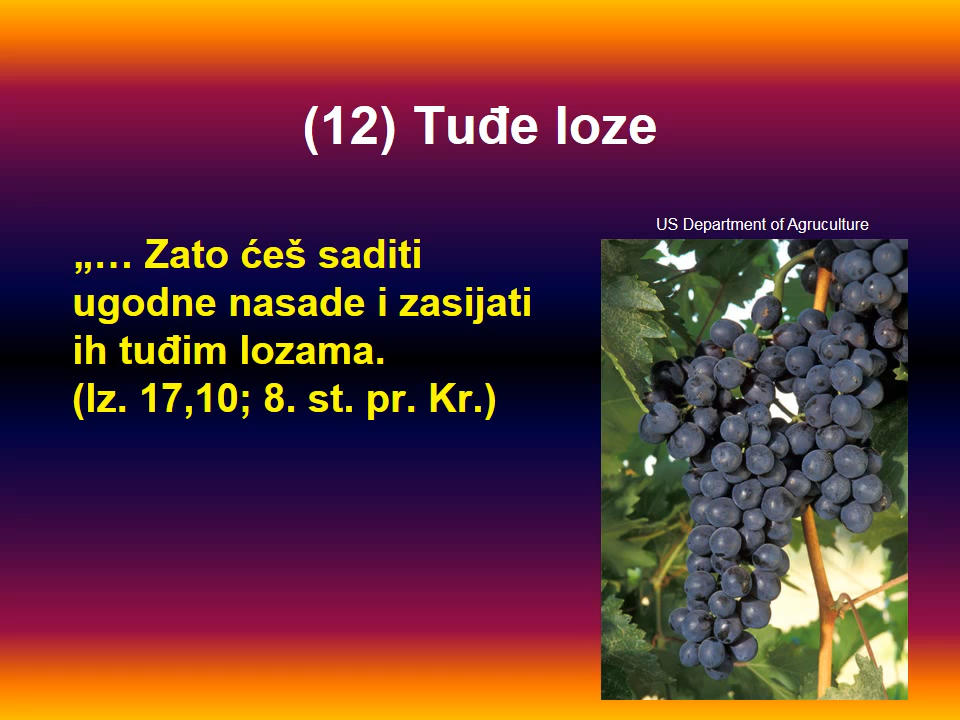 (12) Tuđe loze
US Department of Agruculture
„… Zato ćeš saditi
ugodne nasade i zasijati
ih tuđim lozama.
(Iz. 17,10; 8. st. pr. Kr.)